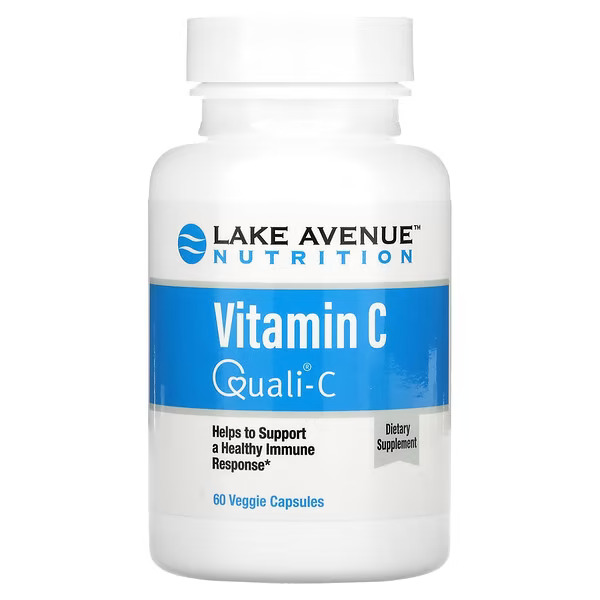 LAKE AVENUE™
NUTRITION
Vitamin C
Quali®-C
Helps to Support
a Healthy Immune
Response*
Dietary
Supplement
60 Veggie Capsules